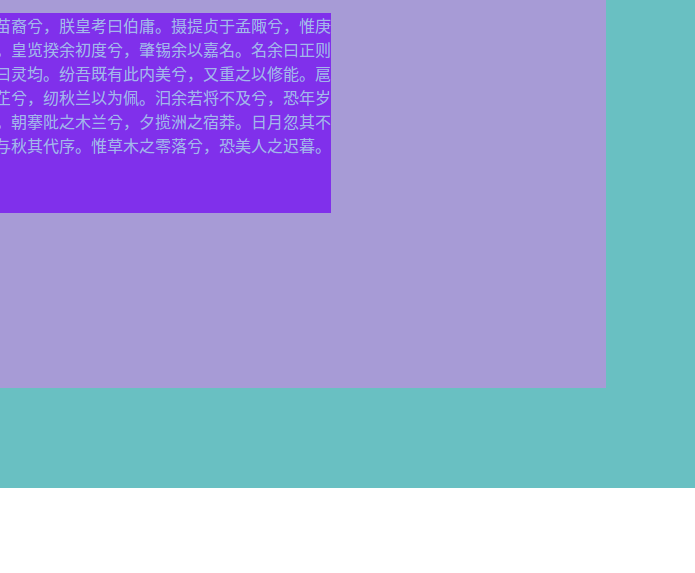 苗裔兮，朕皇考曰伯庸。摄提贞于孟陬兮，惟庚
。皇览揆余初度兮，肇锡余以嘉名。名余曰正则
曰灵均。纷吾既有此内美兮，又重之以修能。扈
芷兮，纫秋兰以为佩。汩余若将不及兮，恐年岁
。朝搴阰之木兰兮，夕揽洲之宿莽。日月忽其不
与秋其代序。惟草木之零落兮，恐美人之迟暮。